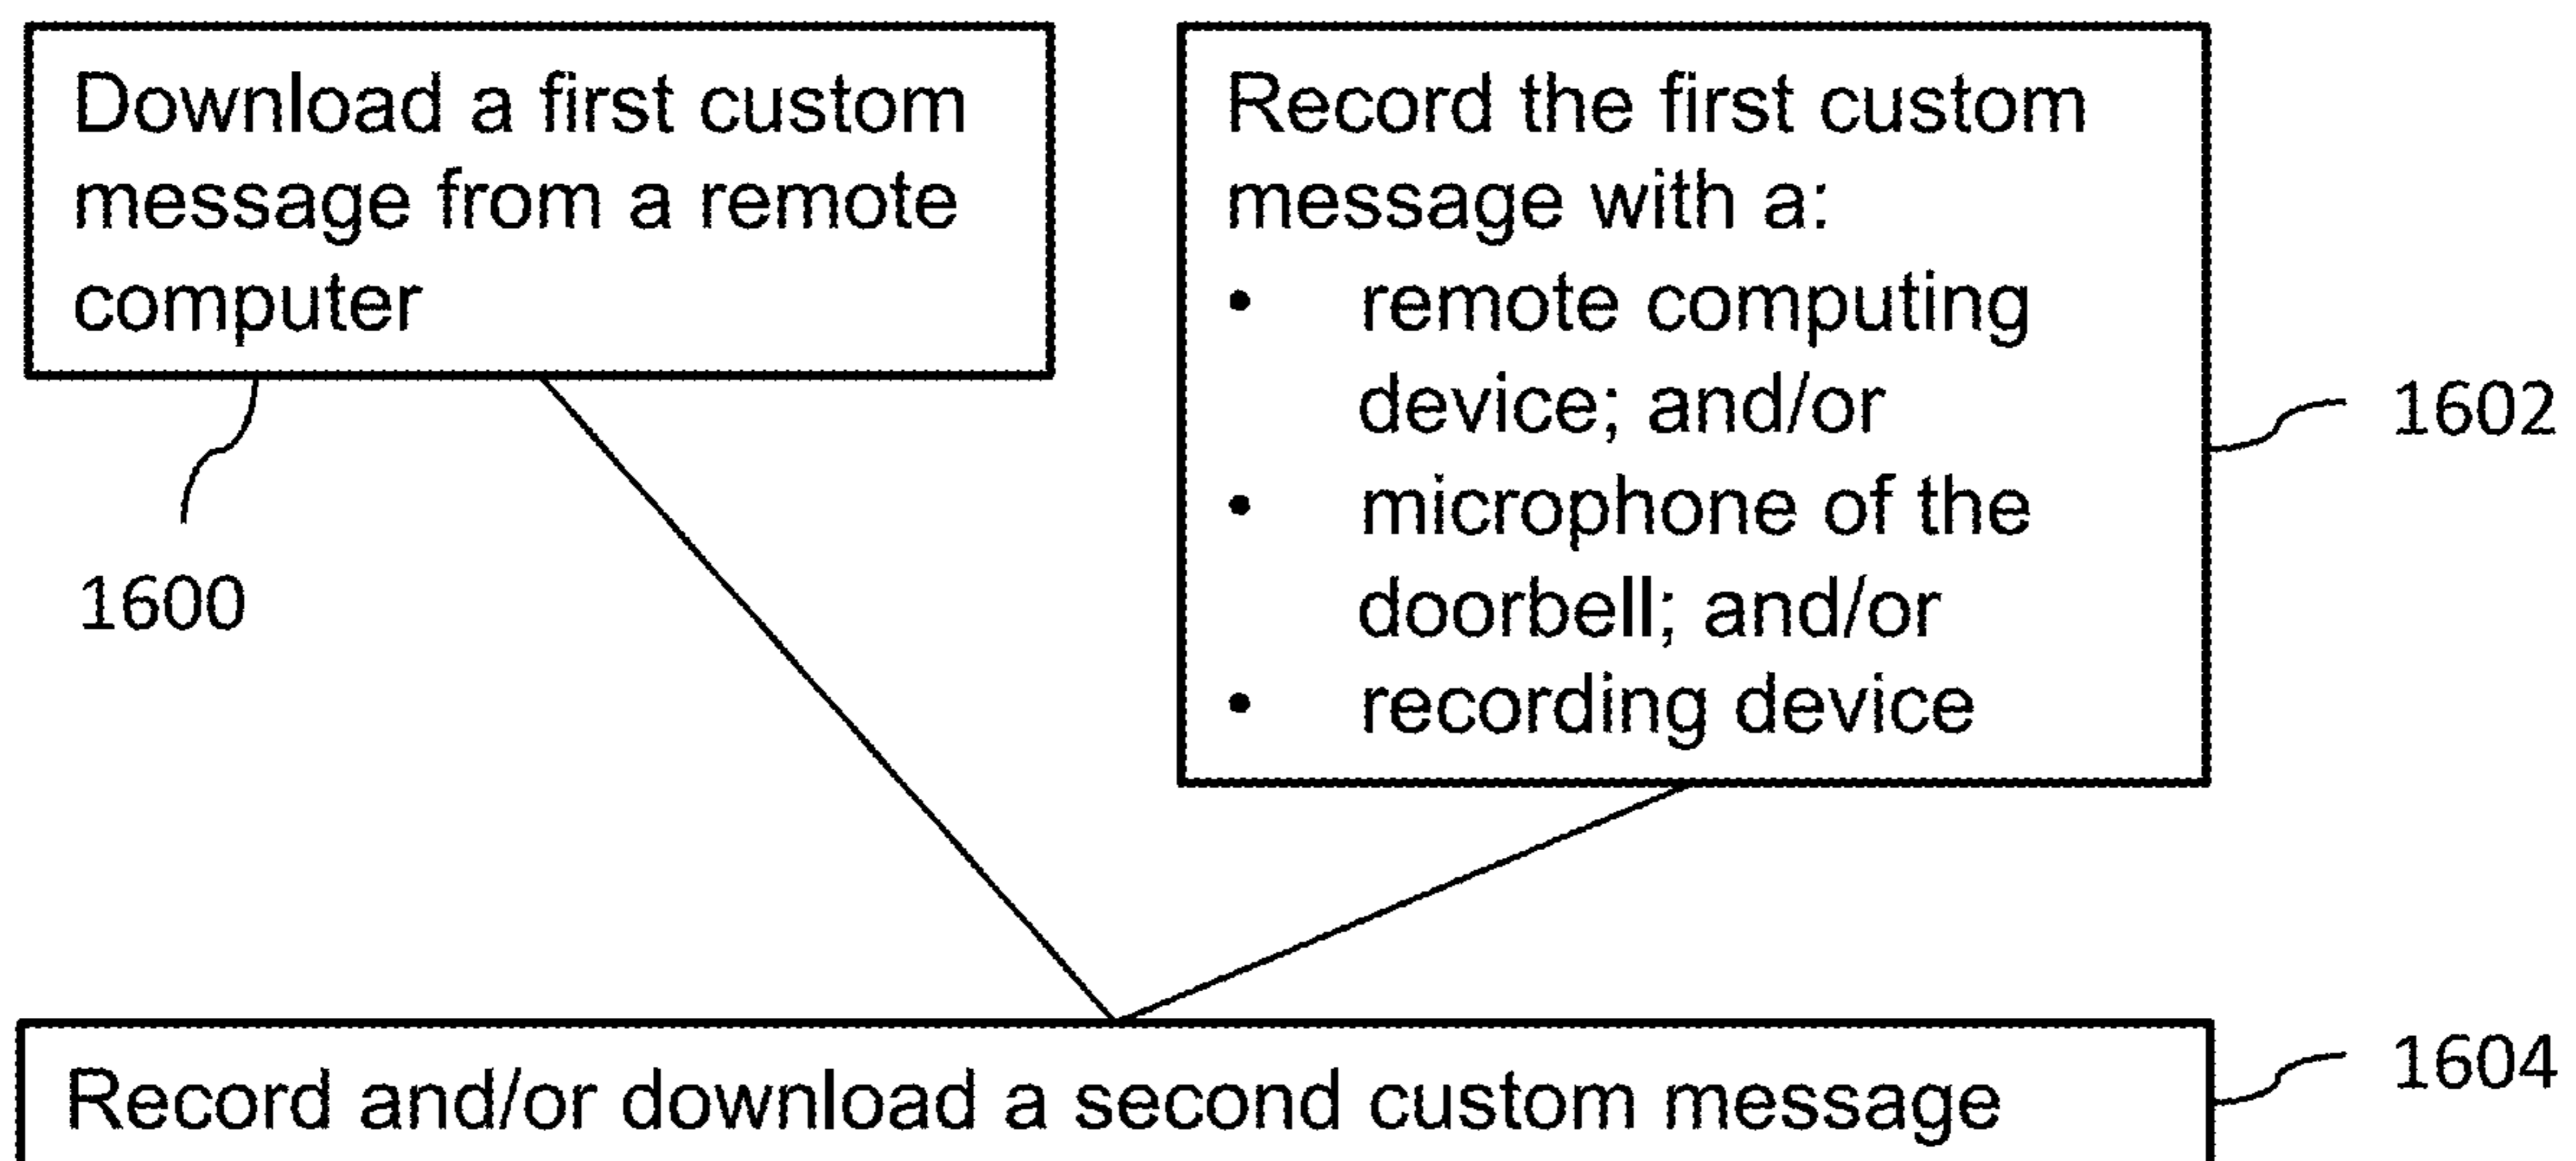 Download a first custom
message from a remote
computer
1600
Record the first custom
message with a:
• remote computing
device; and/or
• microphone of the
doorbell; and/or
• recording device
1602
Record and/or download a second custom message
1604